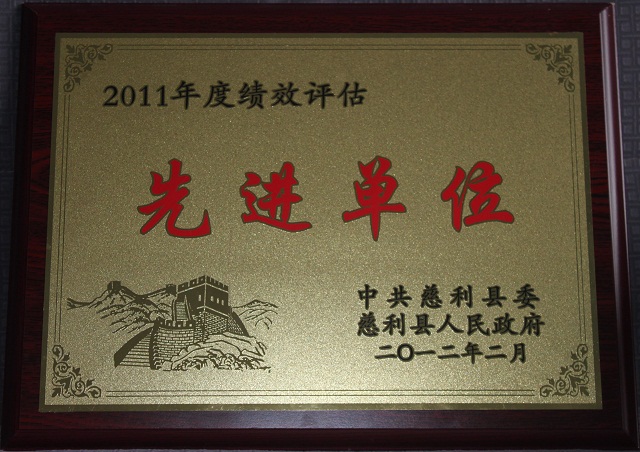 2011年度绩效评估
先进单位
中共慈利县委
慈利县人民政府
二〇一二年二月